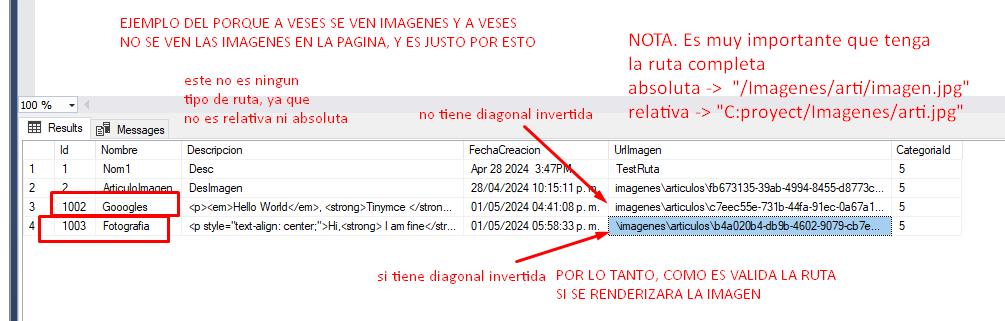 EJEMPLO DEL PORQUE A VESES SE VEN IMAGENES Y A VESES
NO SE VEN LAS IMAGENES EN LA PAGINA, Y ES JUSTO POR ESTO
NOTA. Es muy importante que tenga
la ruta completa
absoluta -> "/Imagenes/arti/imagen.jpg"
relativa -> "C:proyect/Imagenes/arti.jpg"
este no es ningun
tipo de ruta, ya que
no es relativa ni absoluta
no tiene diagonal invertida
100 %
Results Messages
Id Nombre Descripcion FechaCreacion UrlImagen CategoriaId
1 1 Nom1 Desc Apr 28 2024 3:47PM TestRuta 5
2 2 ArticuloImagen DesImagen 28/04/2024 10:15:11 p. m. imagenes\articulos\fb673135-39ab-4994-8455-d8773c... 5
3 1002 Gooogles <p><em>Hello World</em>, <strong>Tinymce </stron... 01/05/2024 04:41:08 p. m. imagenes\articulos\c7eec55e-731b-44fa-91ec-0a67a1... 5
4 1003 Fotografia <p style="text-align: center;">Hi,<strong> I am fine</str... 01/05/2024 05:58:33 p. m. \imagenes\articulos\b4a020b4-db9b-4602-9079-cb7e... 5
si tiene diagonal invertida
POR LO TANTO, COMO ES VALIDA LA RUTA
SI SE RENDERIZARA LA IMAGEN